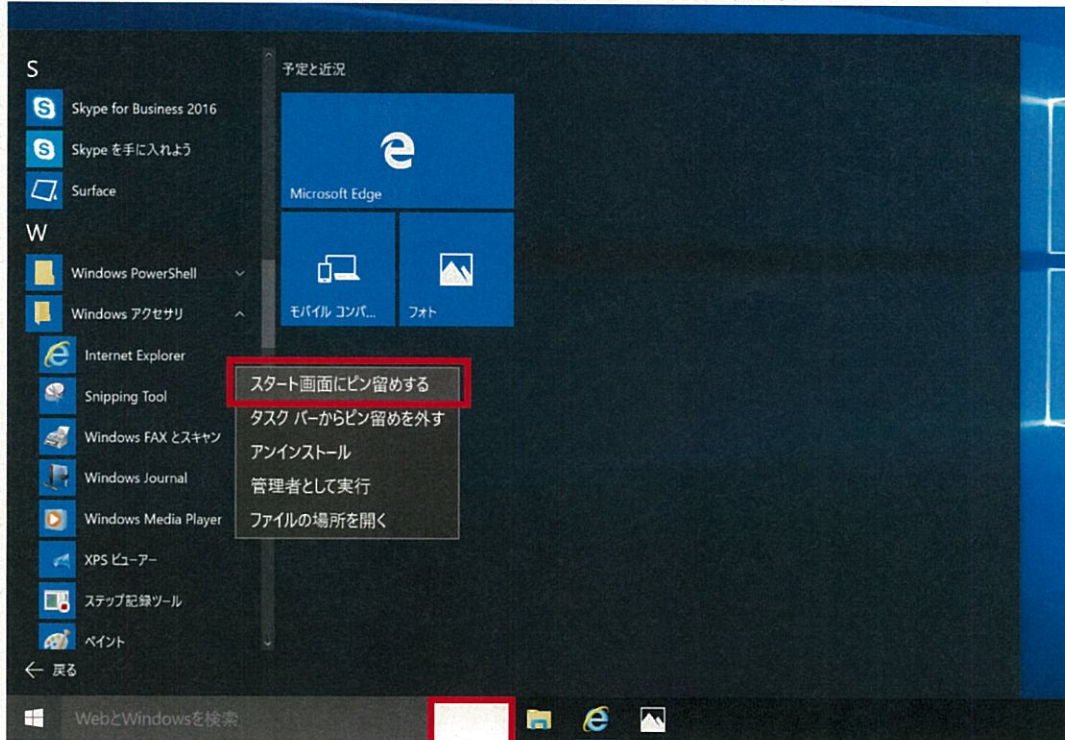 S
Skype for Business 2016
Skype を手に入れよう
Surface
W
Windows PowerShell
Windows アクセサリ
Internet Explorer
Snipping Tool
Windows FAX とスキャン
Windows Journal
Windows Media Player
XPS ビューアー
ステップ記録ツール
ペイント
戻る
予定と近況
Microsoft Edge
モバイル コンパ...
フォト
スタート画面にピン留めする
タスク バーからピン留めを外す
アンインストール
管理者として実行
ファイルの場所を開く
WebとWindowsを検索